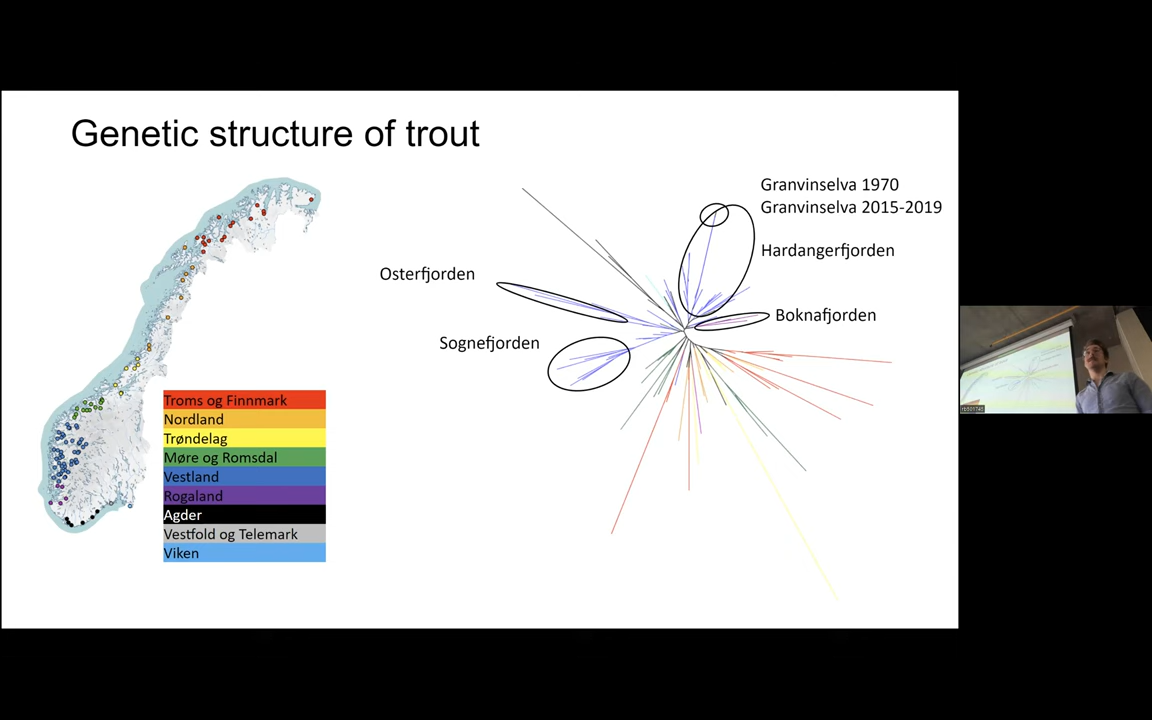 Genetic structure of trout
Granvinselva 1970
Granvinselva 2015-2019
Hardangerfjorden
Osterfjorden
Boknafjorden
Sognefjorden
Troms og Finnmark
Nordland
Trøndelag
Møre og Romsdal
Vestland
Rogaland
Agder
Vestfold og Telemark
Viken